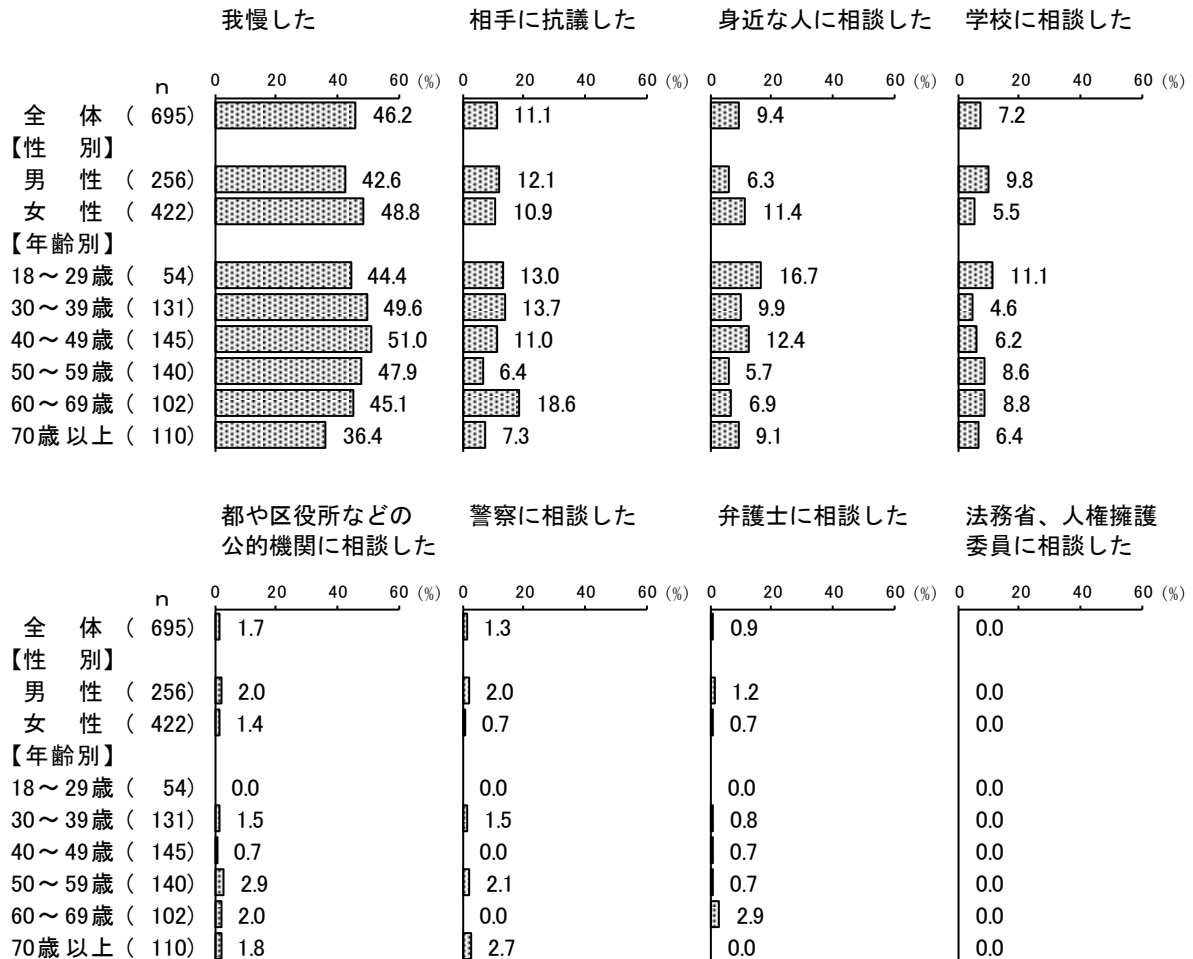 我慢した 相手に抗議した 身近な人に相談した 学校に相談した
0 20 40 60 (%) 0 20 40 60 (%) 0 20 40 60 (%) 0 20 40 60 (%)
n
全 体 ( 695) 46.2 11.1 9.4 7.2
【性 別】
男 性 ( 256) 42.6 12.1 6.3 9.8
女 性 ( 422) 48.8 10.9 11.4 5.5
【年齢別】
18～29歳 ( 54) 44.4 13.0 16.7 11.1
30～39歳 ( 131) 49.6 13.7 9.9 4.6
40～49歳 ( 145) 51.0 11.0 12.4 6.2
50～59歳 ( 140) 47.9 6.4 5.7 8.6
60～69歳 ( 102) 45.1 18.6 6.9 8.8
70歳以上 ( 110) 36.4 7.3 9.1 6.4
都や区役所などの 警察に相談した 弁護士に相談した 法務省、人権擁護
公的機関に相談した 委員に相談した
0 20 40 60 (%) 0 20 40 60 (%) 0 20 40 60 (%) 0 20 40 60 (%)
n
全 体 ( 695) 1.7 1.3 0.9 0.0
【性 別】
男 性 ( 256) 2.0 2.0 1.2 0.0
女 性 ( 422) 1.4 0.7 0.7 0.0
【年齢別】
18～29歳 ( 54) 0.0 0.0 0.0 0.0
30～39歳 ( 131) 1.5 1.5 0.8 0.0
40～49歳 ( 145) 0.7 0.0 0.7 0.0
50～59歳 ( 140) 2.9 2.1 0.7 0.0
60～69歳 ( 102) 2.0 0.0 2.9 0.0
70歳以上 ( 110) 1.8 2.7 0.0 0.0